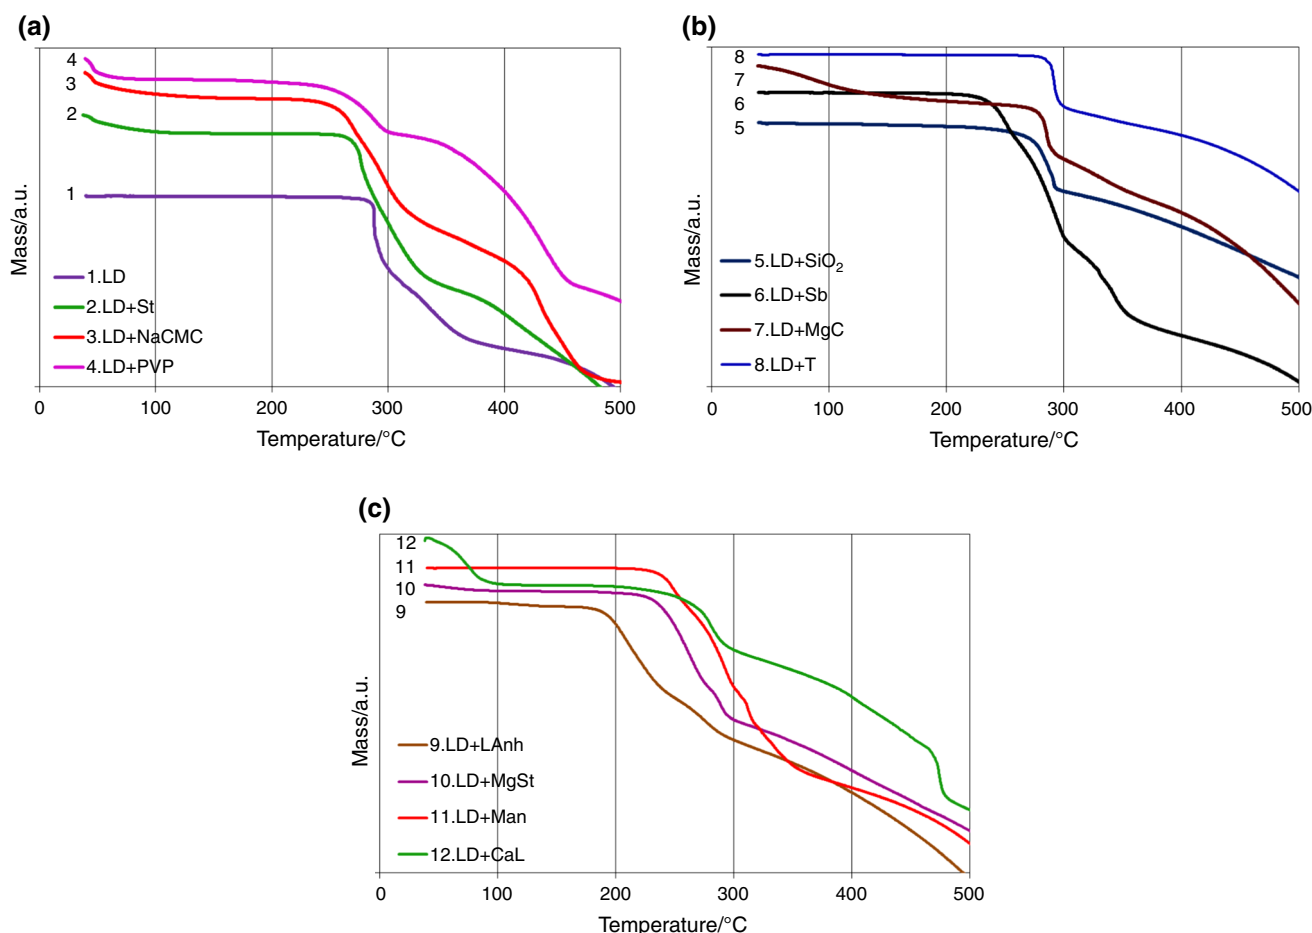 (a)
4
3
2
1
Mass/a.u.
1.LD
2.LD+St
3.LD+NaCMC
4.LD+PVP
0 100 200 300 400 500
Temperature/°C
(b)
8
7
6
5
Mass/a.u.
5.LD+SiO2
6.LD+Sb
7.LD+MgC
8.LD+T
0 100 200 300 400 500
Temperature/°C
(c)
12
11
10
9
Mass/a.u.
9.LD+LAnh
10.LD+MgSt
11.LD+Man
12.LD+CaL
0 100 200 300 400 500
Temperature/°C